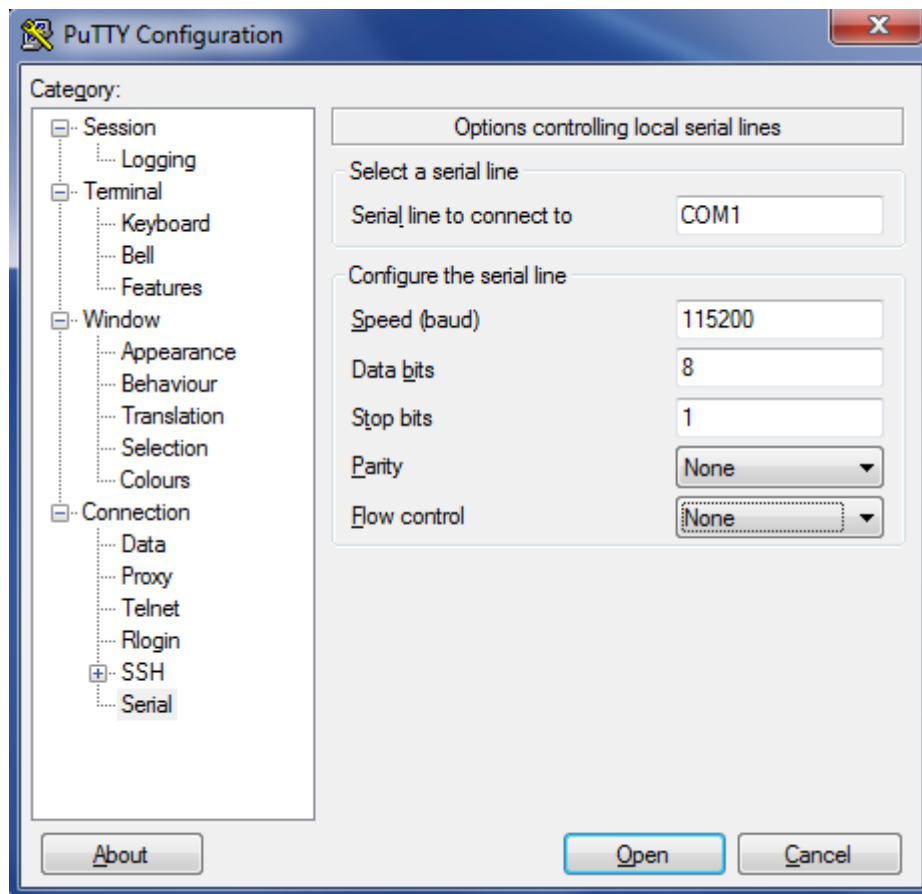 PuTTY Configuration
Category:
Session
Logging
Terminal
Keyboard
Bell
Features
Window
Appearance
Behaviour
Translation
Selection
Colours
Connection
Data
Proxy
Telnet
Rlogin
SSH
Serial
Options controlling local serial lines
Select a serial line
Serial line to connect to COM1
Configure the serial line
Speed (baud) 115200
Data bits 8
Stop bits 1
Parity None
Flow control None
About Open Cancel